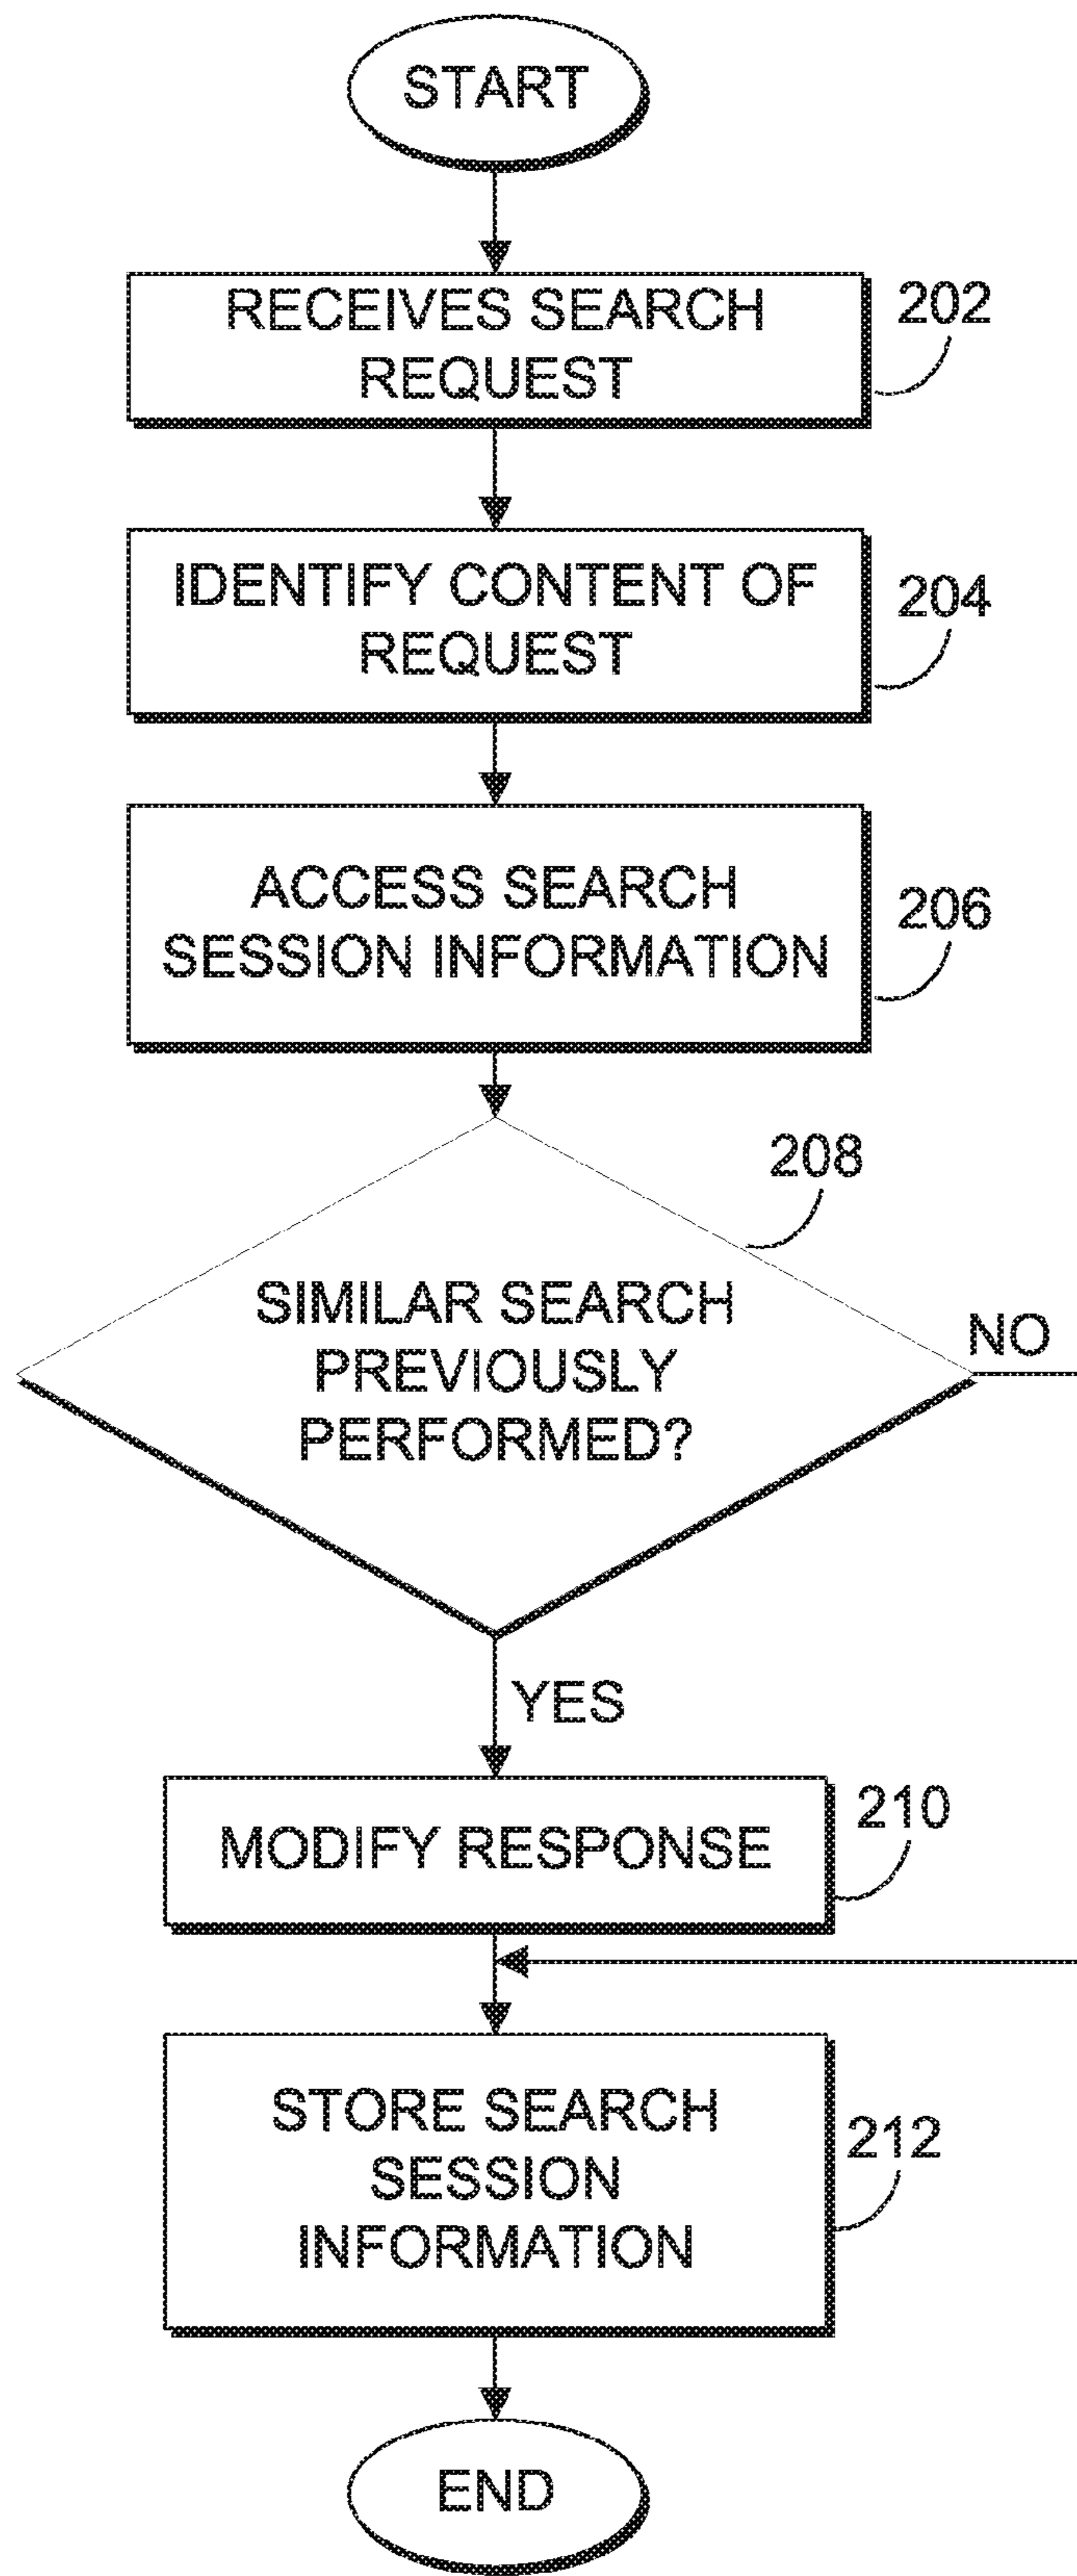 START
RECEIVES SEARCH
REQUEST
202
IDENTIFY CONTENT OF
REQUEST
204
ACCESS SEARCH
SESSION INFORMATION
206
208
SIMILAR SEARCH
PREVIOUSLY
PERFORMED?
NO
YES
MODIFY RESPONSE
210
STORE SEARCH
SESSION
INFORMATION
212
END